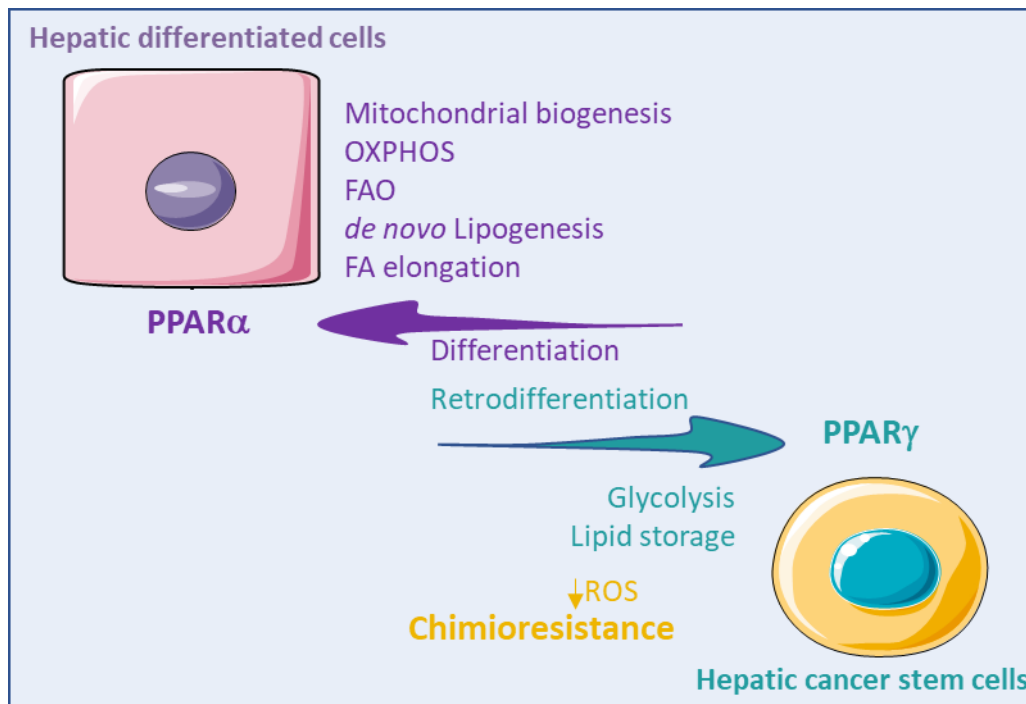 Hepatic differentiated cells
Mitochondrial biogenesis
OXPHOS
FAO
de novo Lipogenesis
FA elongation
PPARα
Differentiation
Retrodifferentiation
PPARγ
Glycolysis
Lipid storage
↓ROS
Chimioresistance
Hepatic cancer stem cells